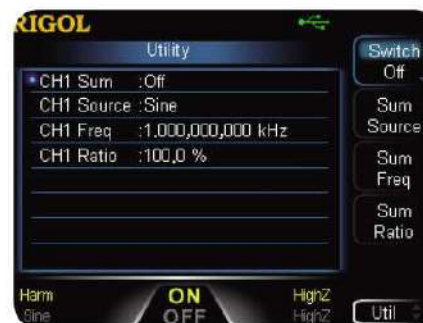 RIGOL
Utility
CH1 Sum :Off
CH1 Source :Sine
CH1 Freq :1.000,000,000 kHz
CH1 Ratio :100.0 %
Switch
Off
Sum
Source
Sum
Freq
Sum
Ratio
Harm ON HighZ
Sine OFF HighZ
Util